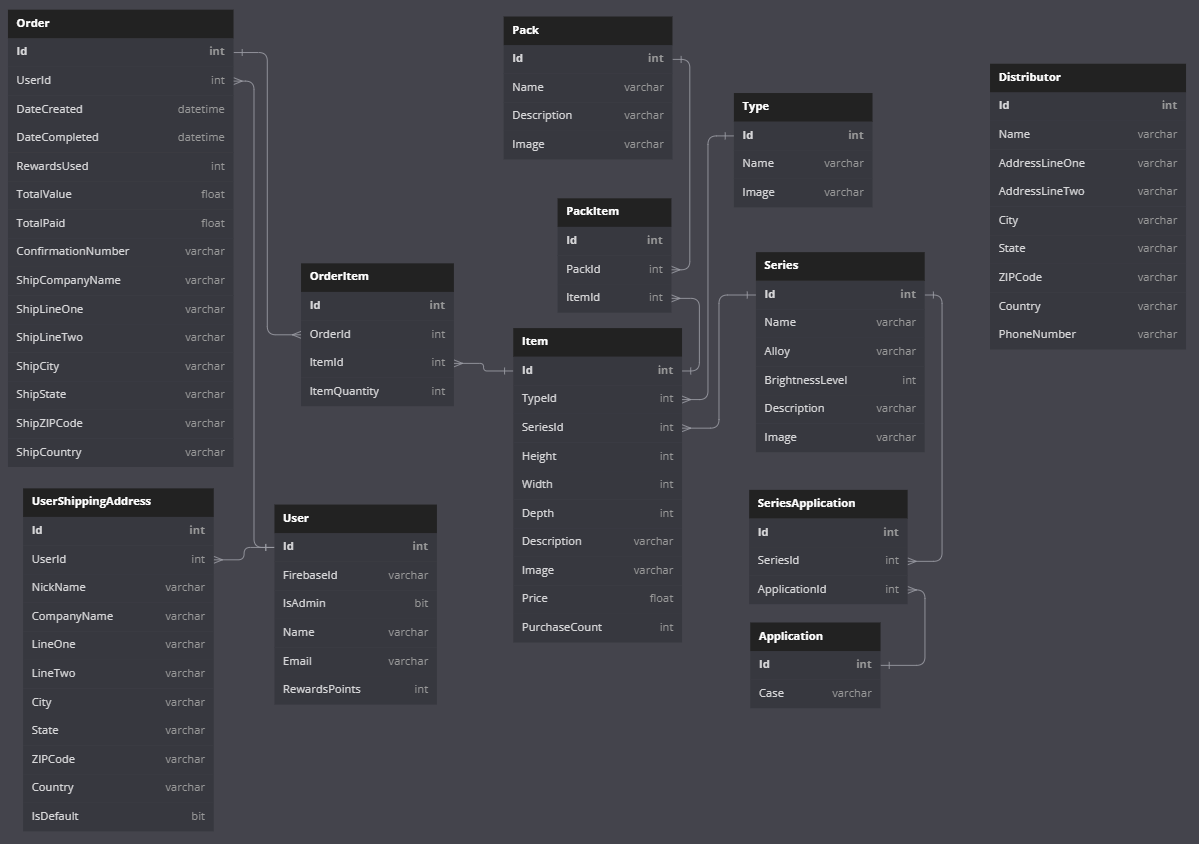 Order
Id int
UserId int
DateCreated datetime
DateCompleted datetime
RewardsUsed int
TotalValue float
TotalPaid float
ConfirmationNumber varchar
ShipCompanyName varchar
ShipLineOne varchar
ShipLineTwo varchar
ShipCity varchar
ShipState varchar
ShipZIPCode varchar
ShipCountry varchar
UserShippingAddress
Id int
UserId int
NickName varchar
CompanyName varchar
LineOne varchar
LineTwo varchar
City varchar
State varchar
ZIPCode varchar
Country varchar
IsDefault bit
OrderItem
Id int
OrderId int
ItemId int
ItemQuantity int
User
Id int
FirebaseId varchar
IsAdmin bit
Name varchar
Email varchar
RewardsPoints int
Pack
Id int
Name varchar
Description varchar
Image varchar
PackItem
Id int
PackId int
ItemId int
Item
Id int
TypeId int
SeriesId int
Height int
Width int
Depth int
Description varchar
Image varchar
Price float
PurchaseCount int
Type
Id int
Name varchar
Image varchar
Series
Id int
Name varchar
Alloy varchar
BrightnessLevel int
Description varchar
Image varchar
SeriesApplication
Id int
SeriesId int
ApplicationId int
Application
Id int
Case varchar
Distributor
Id int
Name varchar
AddressLineOne varchar
AddressLineTwo varchar
City varchar
State varchar
ZIPCode varchar
Country varchar
PhoneNumber varchar